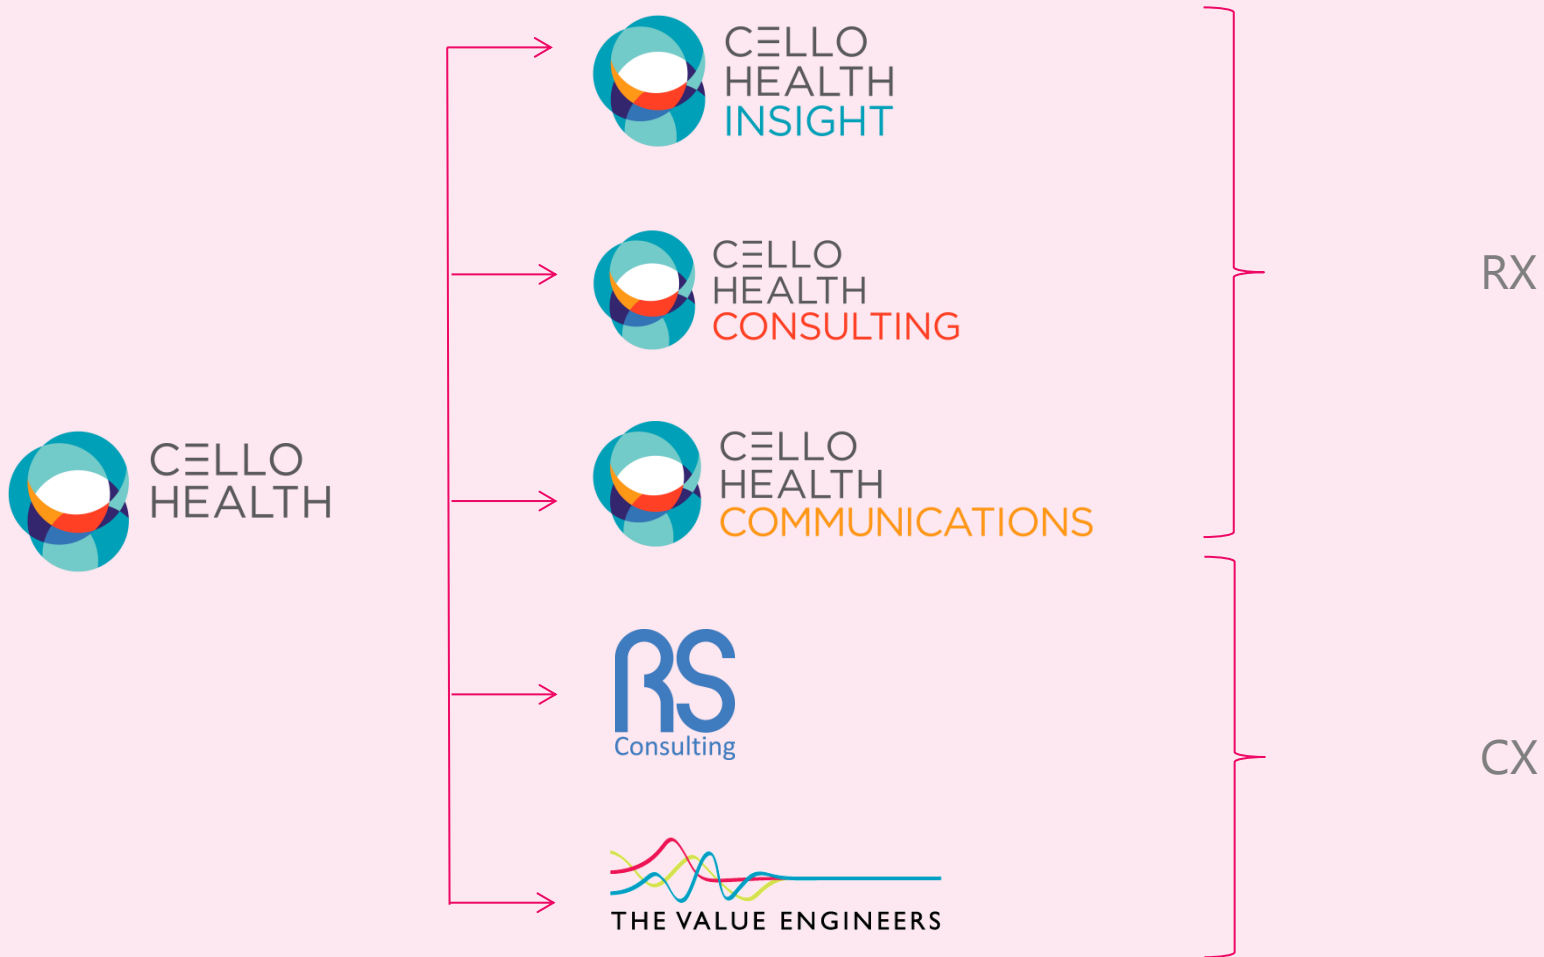 CELLO
HEALTH
INSIGHT
CELLO
HEALTH
CONSULTING
RX
CELLO
HEALTH
COMMUNICATIONS
CELLO
HEALTH
RS
Consulting
CX
THE VALUE ENGINEERS